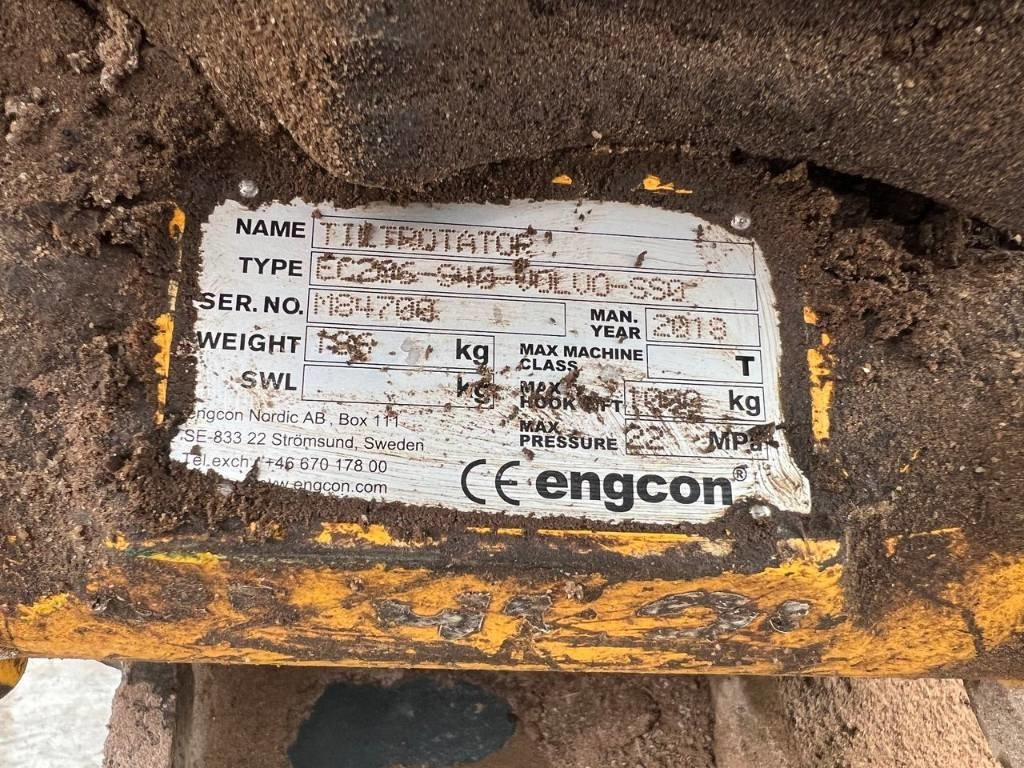 NAME TILTROTATOR
TYPE
SER. NO. M84700 MAN. YEAR 2018
WEIGHT kg MAX MACHINE CLASS T
SWL kg MAX HOOK LIFT kg
MAX PRESSURE 22 MPa
engcon Nordic AB, Box 111
SE-833 22 Strömsund, Sweden
Tel.exch. +46 670 178 00
www.engcon.com
CE engcon®